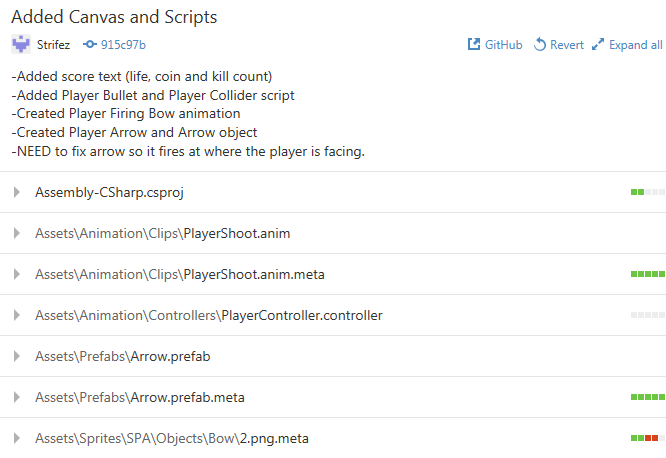 Added Canvas and Scripts
Strifez 915c97b GitHub Revert Expand all
-Added score text (life, coin and kill count)
-Added Player Bullet and Player Collider script
-Created Player Firing Bow animation
-Created Player Arrow and Arrow object
-NEED to fix arrow so it fires at where the player is facing.
Assembly-CSharp.csproj
Assets\Animation\Clips\PlayerShoot.anim
Assets\Animation\Clips\PlayerShoot.anim.meta
Assets\Animation\Controllers\PlayerController.controller
Assets\Prefabs\Arrow.prefab
Assets\Prefabs\Arrow.prefab.meta
Assets\Sprites\SPA\Objects\Bow\2.png.meta